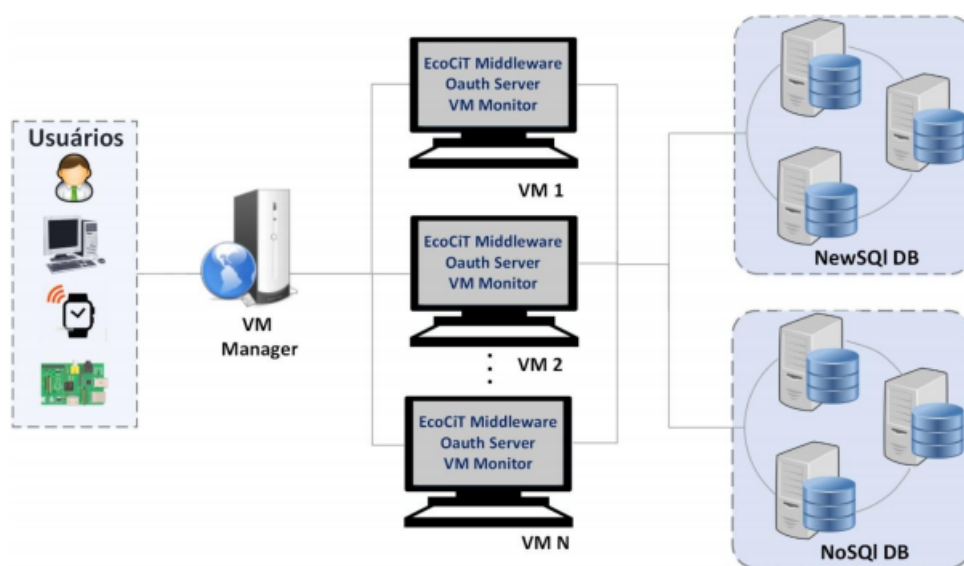 Usuários
VM
Manager
EcoCiT Middleware
Oauth Server
VM Monitor
VM 1
EcoCiT Middleware
Oauth Server
VM Monitor
VM 2
EcoCiT Middleware
Oauth Server
VM Monitor
VM N
NewSQl DB
NoSQl DB